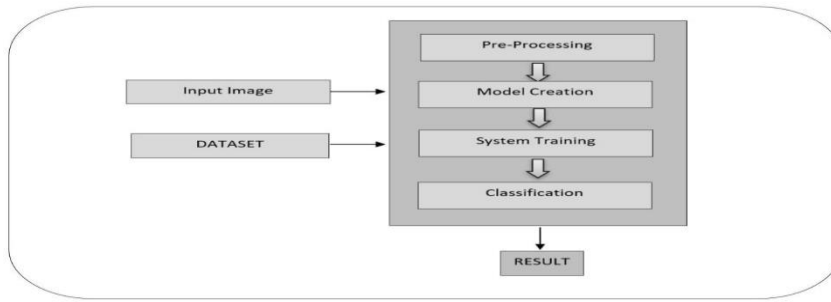 Pre-Processing
Input Image
Model Creation
DATASET
System Training
Classification
RESULT